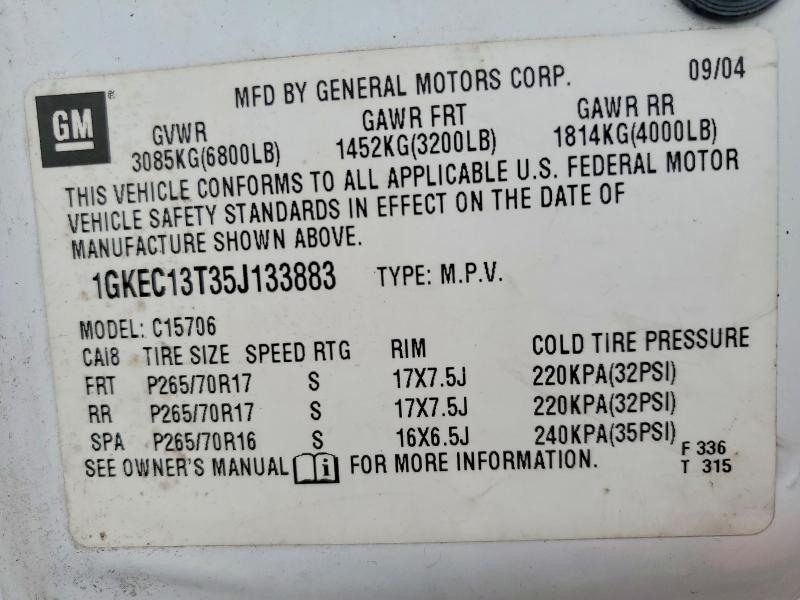 MFD BY GENERAL MOTORS CORP. 09/04
GM®
GVWR GAWR FRT GAWR RR
3085KG(6800LB) 1452KG(3200LB) 1814KG(4000LB)
THIS VEHICLE CONFORMS TO ALL APPLICABLE U.S. FEDERAL MOTOR
VEHICLE SAFETY STANDARDS IN EFFECT ON THE DATE OF
MANUFACTURE SHOWN ABOVE.
1GKEC13T35J133883 TYPE: M.P.V.
MODEL: C15706
CAI8 TIRE SIZE SPEED RTG RIM COLD TIRE PRESSURE
FRT P265/70R17 S 17X7.5J 220KPA(32PSI)
RR P265/70R17 S 17X7.5J 220KPA(32PSI)
SPA P265/70R16 S 16X6.5J 240KPA(35PSI)
SEE OWNER'S MANUAL i FOR MORE INFORMATION.
F 336
T 315